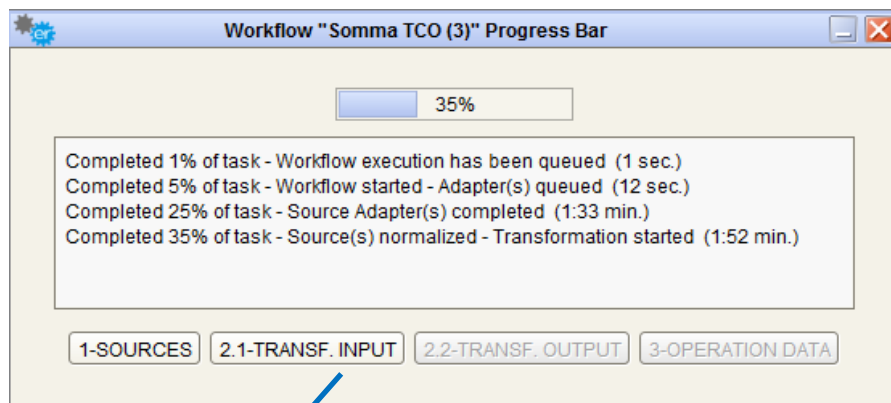 er
Workflow "Somma TCO (3)" Progress Bar
35%
Completed 1% of task - Workflow execution has been queued (1 sec.)
Completed 5% of task - Workflow started - Adapter(s) queued (12 sec.)
Completed 25% of task - Source Adapter(s) completed (1:33 min.)
Completed 35% of task - Source(s) normalized - Transformation started (1:52 min.)
1-SOURCES 2.1-TRANSF. INPUT 2.2-TRANSF. OUTPUT 3-OPERATION DATA